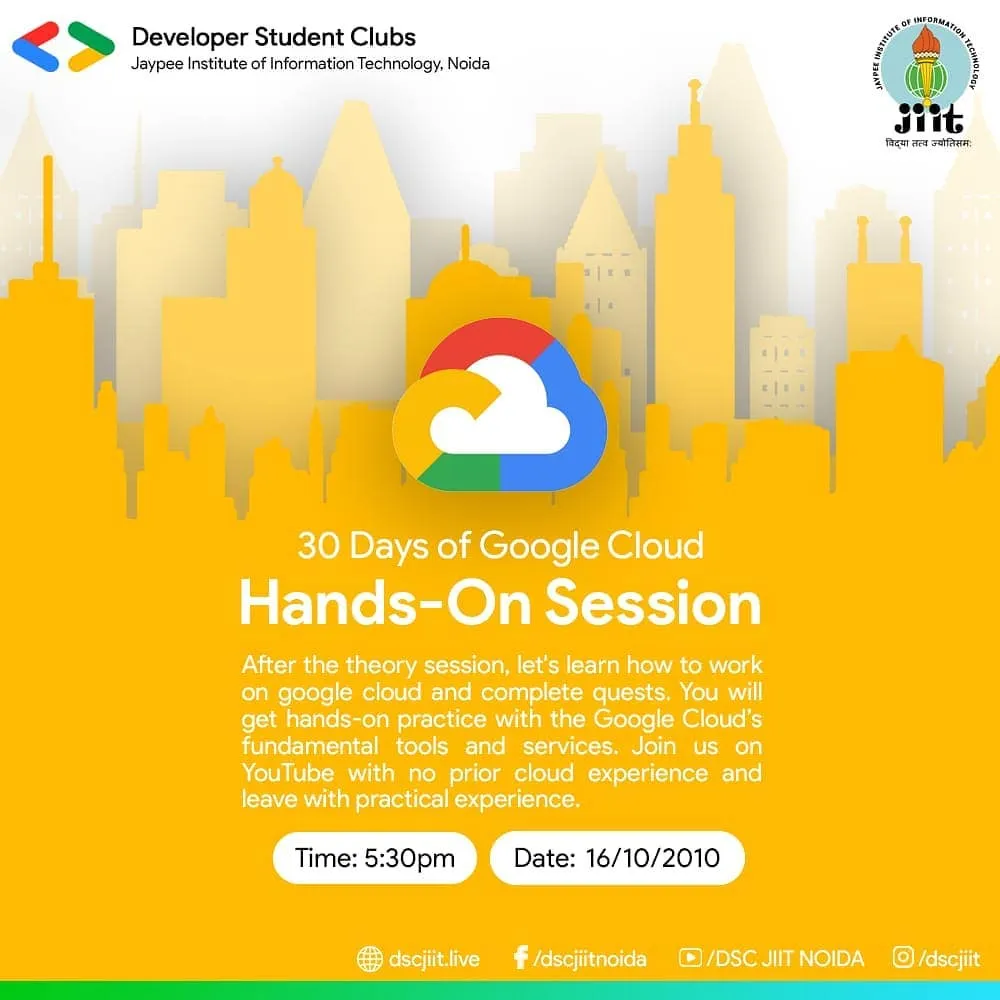 Developer Student Clubs
Jaypee Institute of Information Technology, Noida
JAYPEE INSTITUTE OF INFORMATION TECHNOLOGY
jiit
विद्या तत्व ज्योतिसम:
30 Days of Google Cloud
Hands-On Session
After the theory session, let's learn how to work
on google cloud and complete quests. You will
get hands-on practice with the Google Cloud's
fundamental tools and services. Join us on
YouTube with no prior cloud experience and
leave with practical experience.
Time: 5:30pm
Date: 16/10/2010
dscjiit.live
/dscjiitnoida
/DSC JIIT NOIDA
/dscjiit